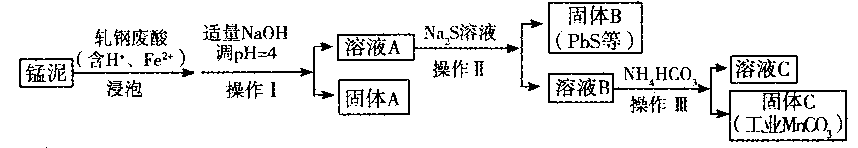 锰泥
轧钢废酸
(含H⁺、Fe²⁺)
浸泡
适量NaOH
调pH=4
操作Ⅰ
溶液A
固体A
Na₂S溶液
操作Ⅱ
固体B
(PbS等)
溶液B
NH₄HCO₃
操作Ⅲ
溶液C
固体C
(工业MnCO₃)